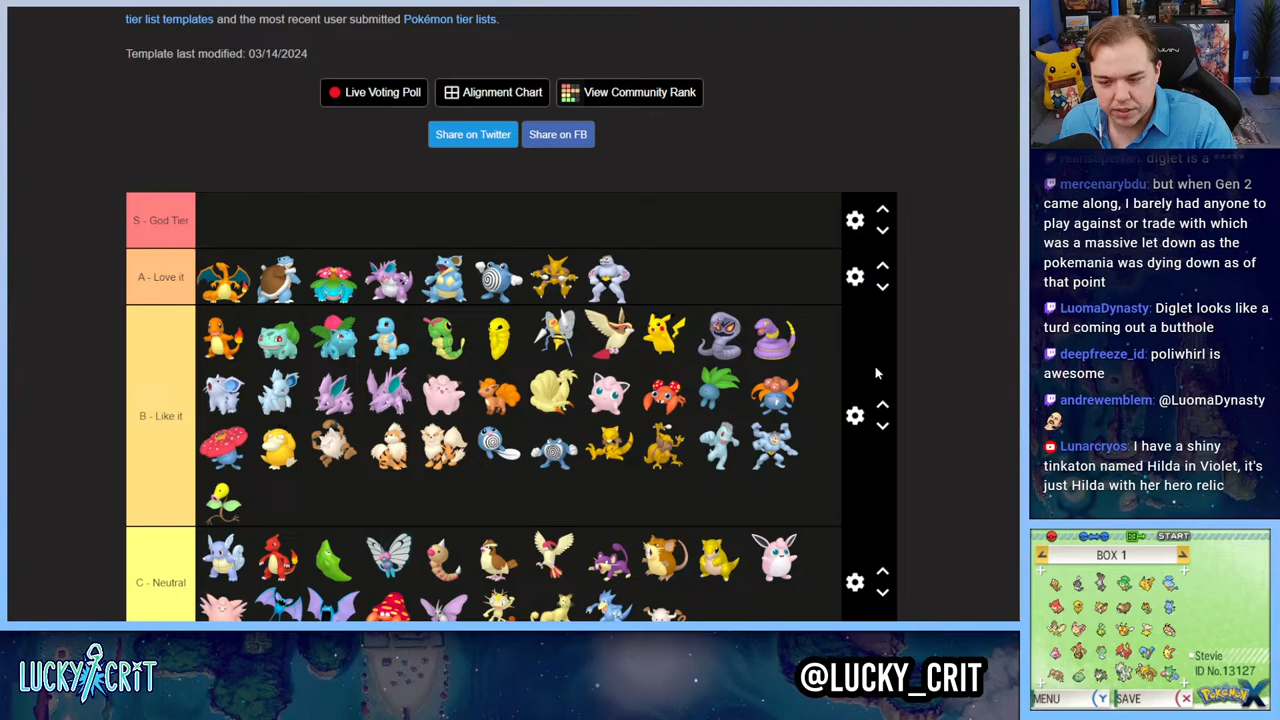 tier list templates and the most recent user submitted Pokémon tier lists.
Template last modified: 03/14/2024
Live Voting Poll
Alignment Chart
View Community Rank
Share on Twitter
Share on FB
S - God Tier
A - Love it
B - Like it
C - Neutral
diglet is a *****
mercenarybdu: but when Gen 2
came along, I barely had anyone to
play against or trade with which
was a massive let down as the
pokemania was dying down as of
that point
LuomaDynasty: Diglet looks like a
turd coming out a butthole
deepfreeze_id: poliwhirl is
awesome
andrewemblem: @LuomaDynasty
Lunarcryos: I have a shiny
tinkaton named Hilda in Violet, it's
just Hilda with her hero relic
START
BOX 1
Stevie
ID No.13127
MENU
Y
SAVE
X
Pokémon X
LUCKY CRIT
@LUCKY_CRIT